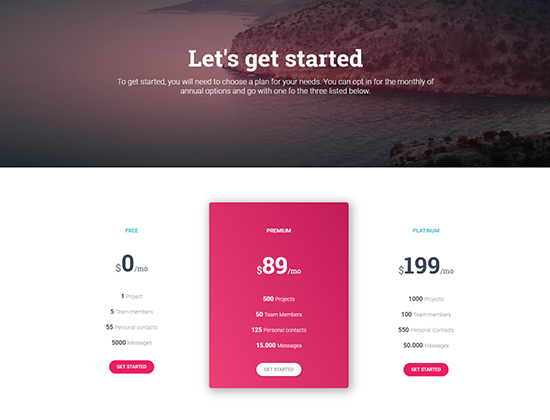 Let's get started
To get started, you will need to choose a plan for your needs. You can opt in for the monthly of
annual options and go with one fo the three listed below.
FREE
$0/mo
1 Project
5 Team members
55 Personal contacts
5000 Messages
GET STARTED
PREMIUM
$89/mo
500 Projects
50 Team Members
125 Personal contacts
15.000 Messages
GET STARTED
PLATINUM
$199/mo
1000 Projects
100 Team members
550 Personal Contacts
50.000 Messages
GET STARTED